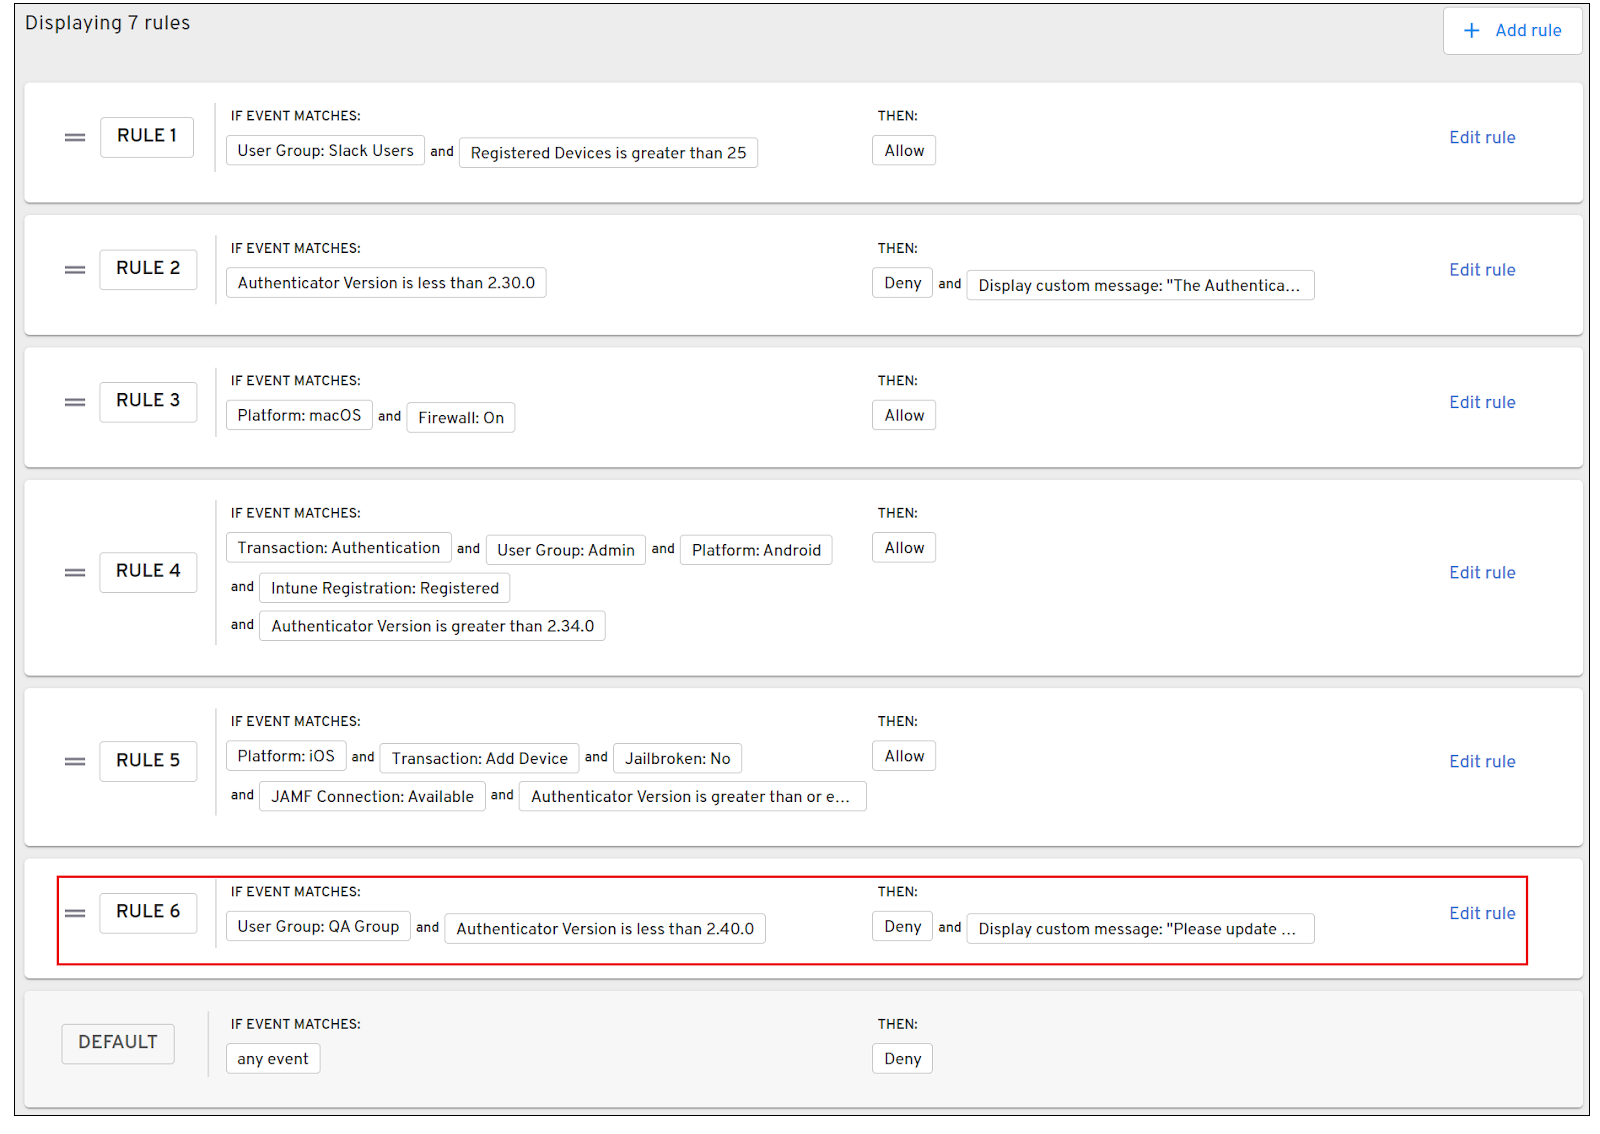 Displaying 7 rules
+ Add rule
IF EVENT MATCHES: THEN:
RULE 1 User Group: Slack Users and Registered Devices is greater than 25 Allow Edit rule
IF EVENT MATCHES: THEN:
RULE 2 Authenticator Version is less than 2.30.0 Deny and Display custom message: "The Authentica... Edit rule
IF EVENT MATCHES: THEN:
RULE 3 Platform: macOS and Firewall: On Allow Edit rule
IF EVENT MATCHES: THEN:
Transaction: Authentication and User Group: Admin and Platform: Android Allow
RULE 4 and Intune Registration: Registered Edit rule
and Authenticator Version is greater than 2.34.0
IF EVENT MATCHES: THEN:
RULE 5 Platform: iOS and Transaction: Add Device and Jailbroken: No Allow Edit rule
and JAMF Connection: Available and Authenticator Version is greater than or e...
IF EVENT MATCHES: THEN:
RULE 6 User Group: QA Group and Authenticator Version is less than 2.40.0 Deny and Display custom message: "Please update ... Edit rule
IF EVENT MATCHES: THEN:
DEFAULT any event Deny